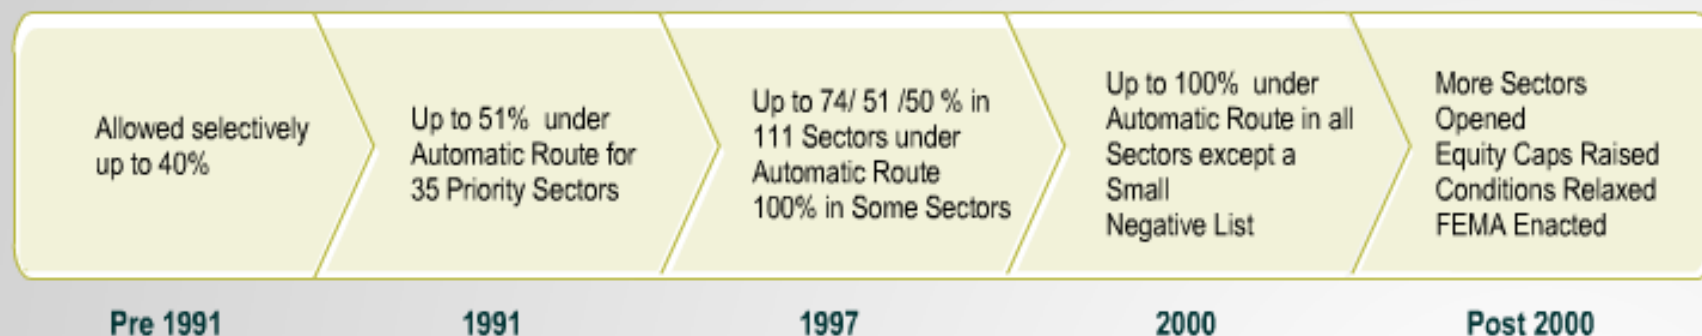 Allowed selectively
up to 40%
Up to 51% under
Automatic Route for
35 Priority Sectors
Up to 74/ 51 /50 % in
111 Sectors under
Automatic Route
100% in Some Sectors
Up to 100% under
Automatic Route in all
Sectors except a
Small
Negative List
More Sectors
Opened
Equity Caps Raised
Conditions Relaxed
FEMA Enacted
Pre 1991
1991
1997
2000
Post 2000